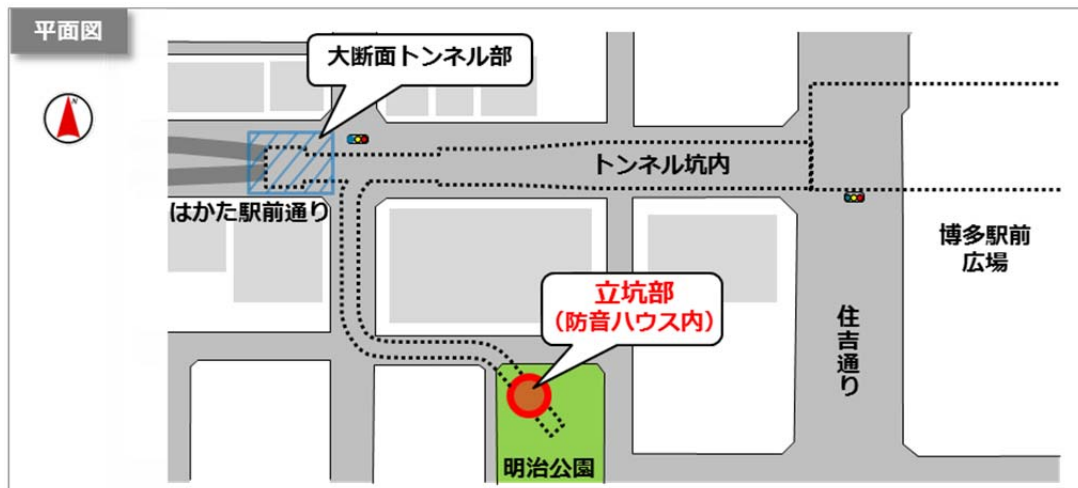 平面図
大断面トンネル部
N
トンネル坑内
はかた駅前通り
博多駅前
広場
立坑部
(防音ハウス内)
住吉通り
明治公園